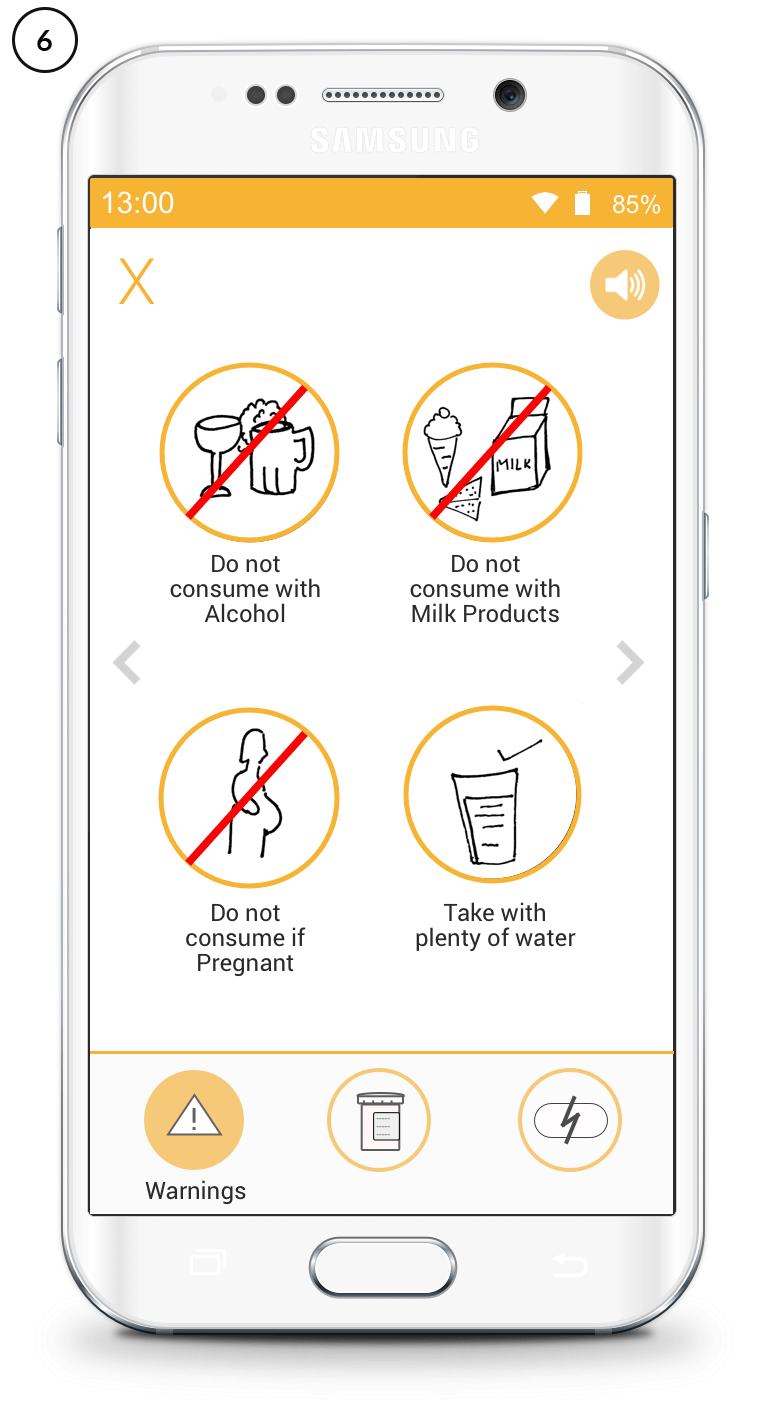 6
SAMSUNG
13:00
85%
Do not
consume with
Alcohol
MILK
Do not
consume with
Milk Products
Do not
consume if
Pregnant
Take with
plenty of water
Warnings